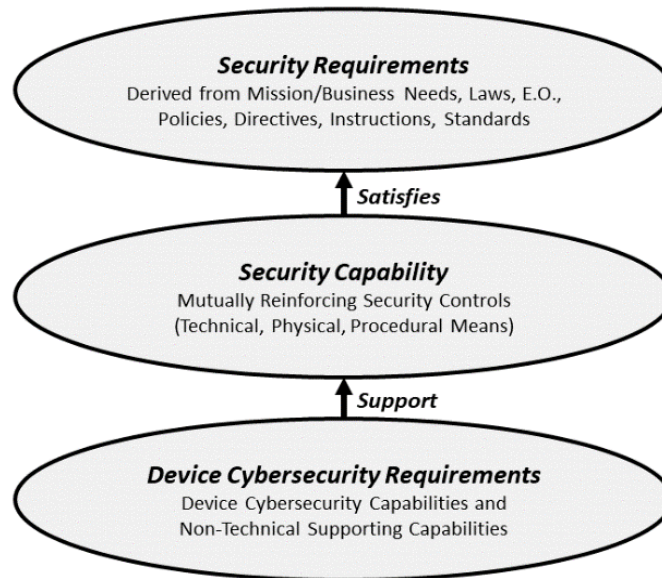 Security Requirements
Derived from Mission/Business Needs, Laws, E.O.,
Policies, Directives, Instructions, Standards
Satisfies
Security Capability
Mutually Reinforcing Security Controls
(Technical, Physical, Procedural Means)
Support
Device Cybersecurity Requirements
Device Cybersecurity Capabilities and
Non-Technical Supporting Capabilities